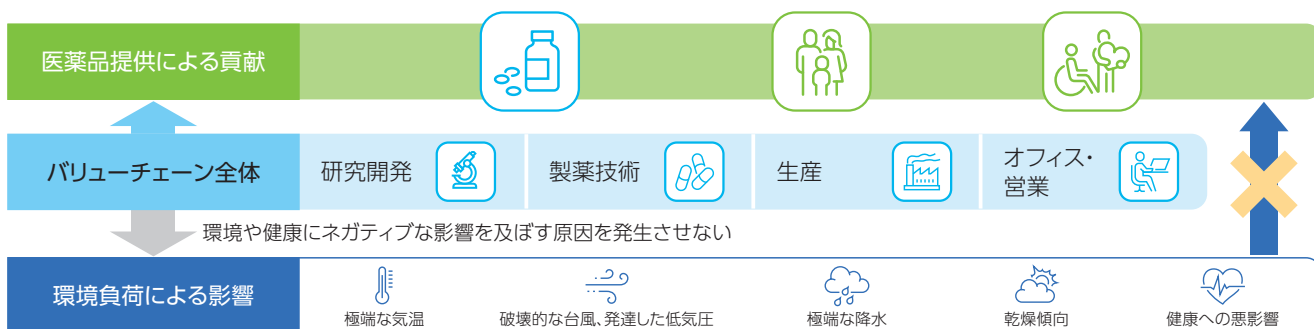 医薬品提供による貢献
バリューチェーン全体
研究開発
製薬技術
生産
オフィス・
営業
環境や健康にネガティブな影響を及ぼす原因を発生させない
環境負荷による影響
極端な気温
破壊的な台風、発達した低気圧
極端な降水
乾燥傾向
健康への悪影響